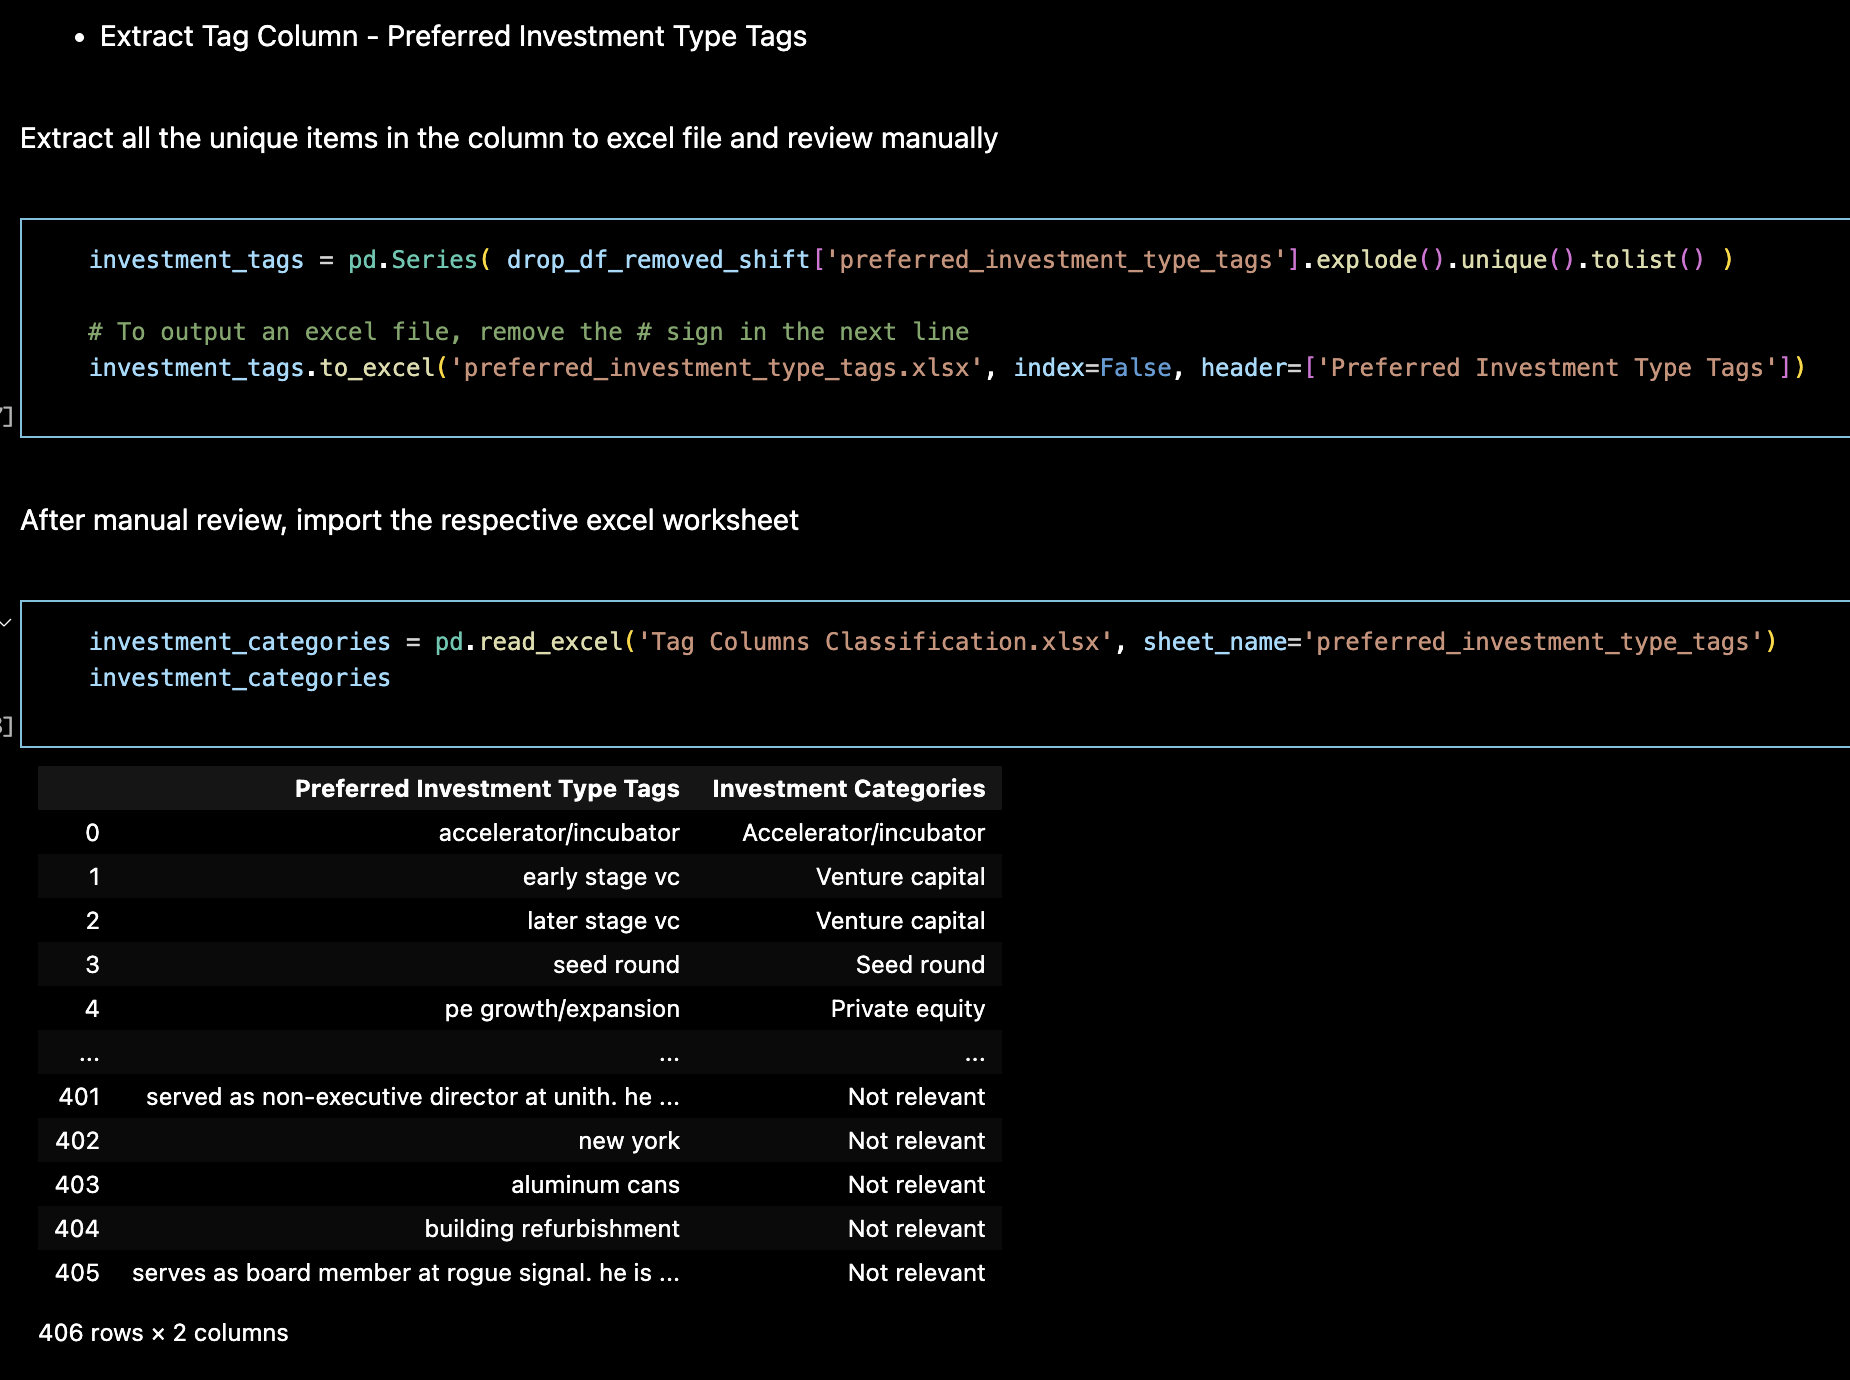 • Extract Tag Column - Preferred Investment Type Tags
Extract all the unique items in the column to excel file and review manually
investment_tags = pd.Series( drop_df_removed_shift['preferred_investment_type_tags'].explode().unique().tolist() )
# To output an excel file, remove the # sign in the next line
investment_tags.to_excel('preferred_investment_type_tags.xlsx', index=False, header=['Preferred Investment Type Tags'])
]
After manual review, import the respective excel worksheet
investment_categories = pd.read_excel('Tag Columns Classification.xlsx', sheet_name='preferred_investment_type_tags')
investment_categories
]
Preferred Investment Type Tags Investment Categories
0 accelerator/incubator Accelerator/incubator
1 early stage vc Venture capital
2 later stage vc Venture capital
3 seed round Seed round
4 pe growth/expansion Private equity
... ... ...
401 served as non-executive director at unith. he ... Not relevant
402 new york Not relevant
403 aluminum cans Not relevant
404 building refurbishment Not relevant
405 serves as board member at rogue signal. he is ... Not relevant
406 rows × 2 columns